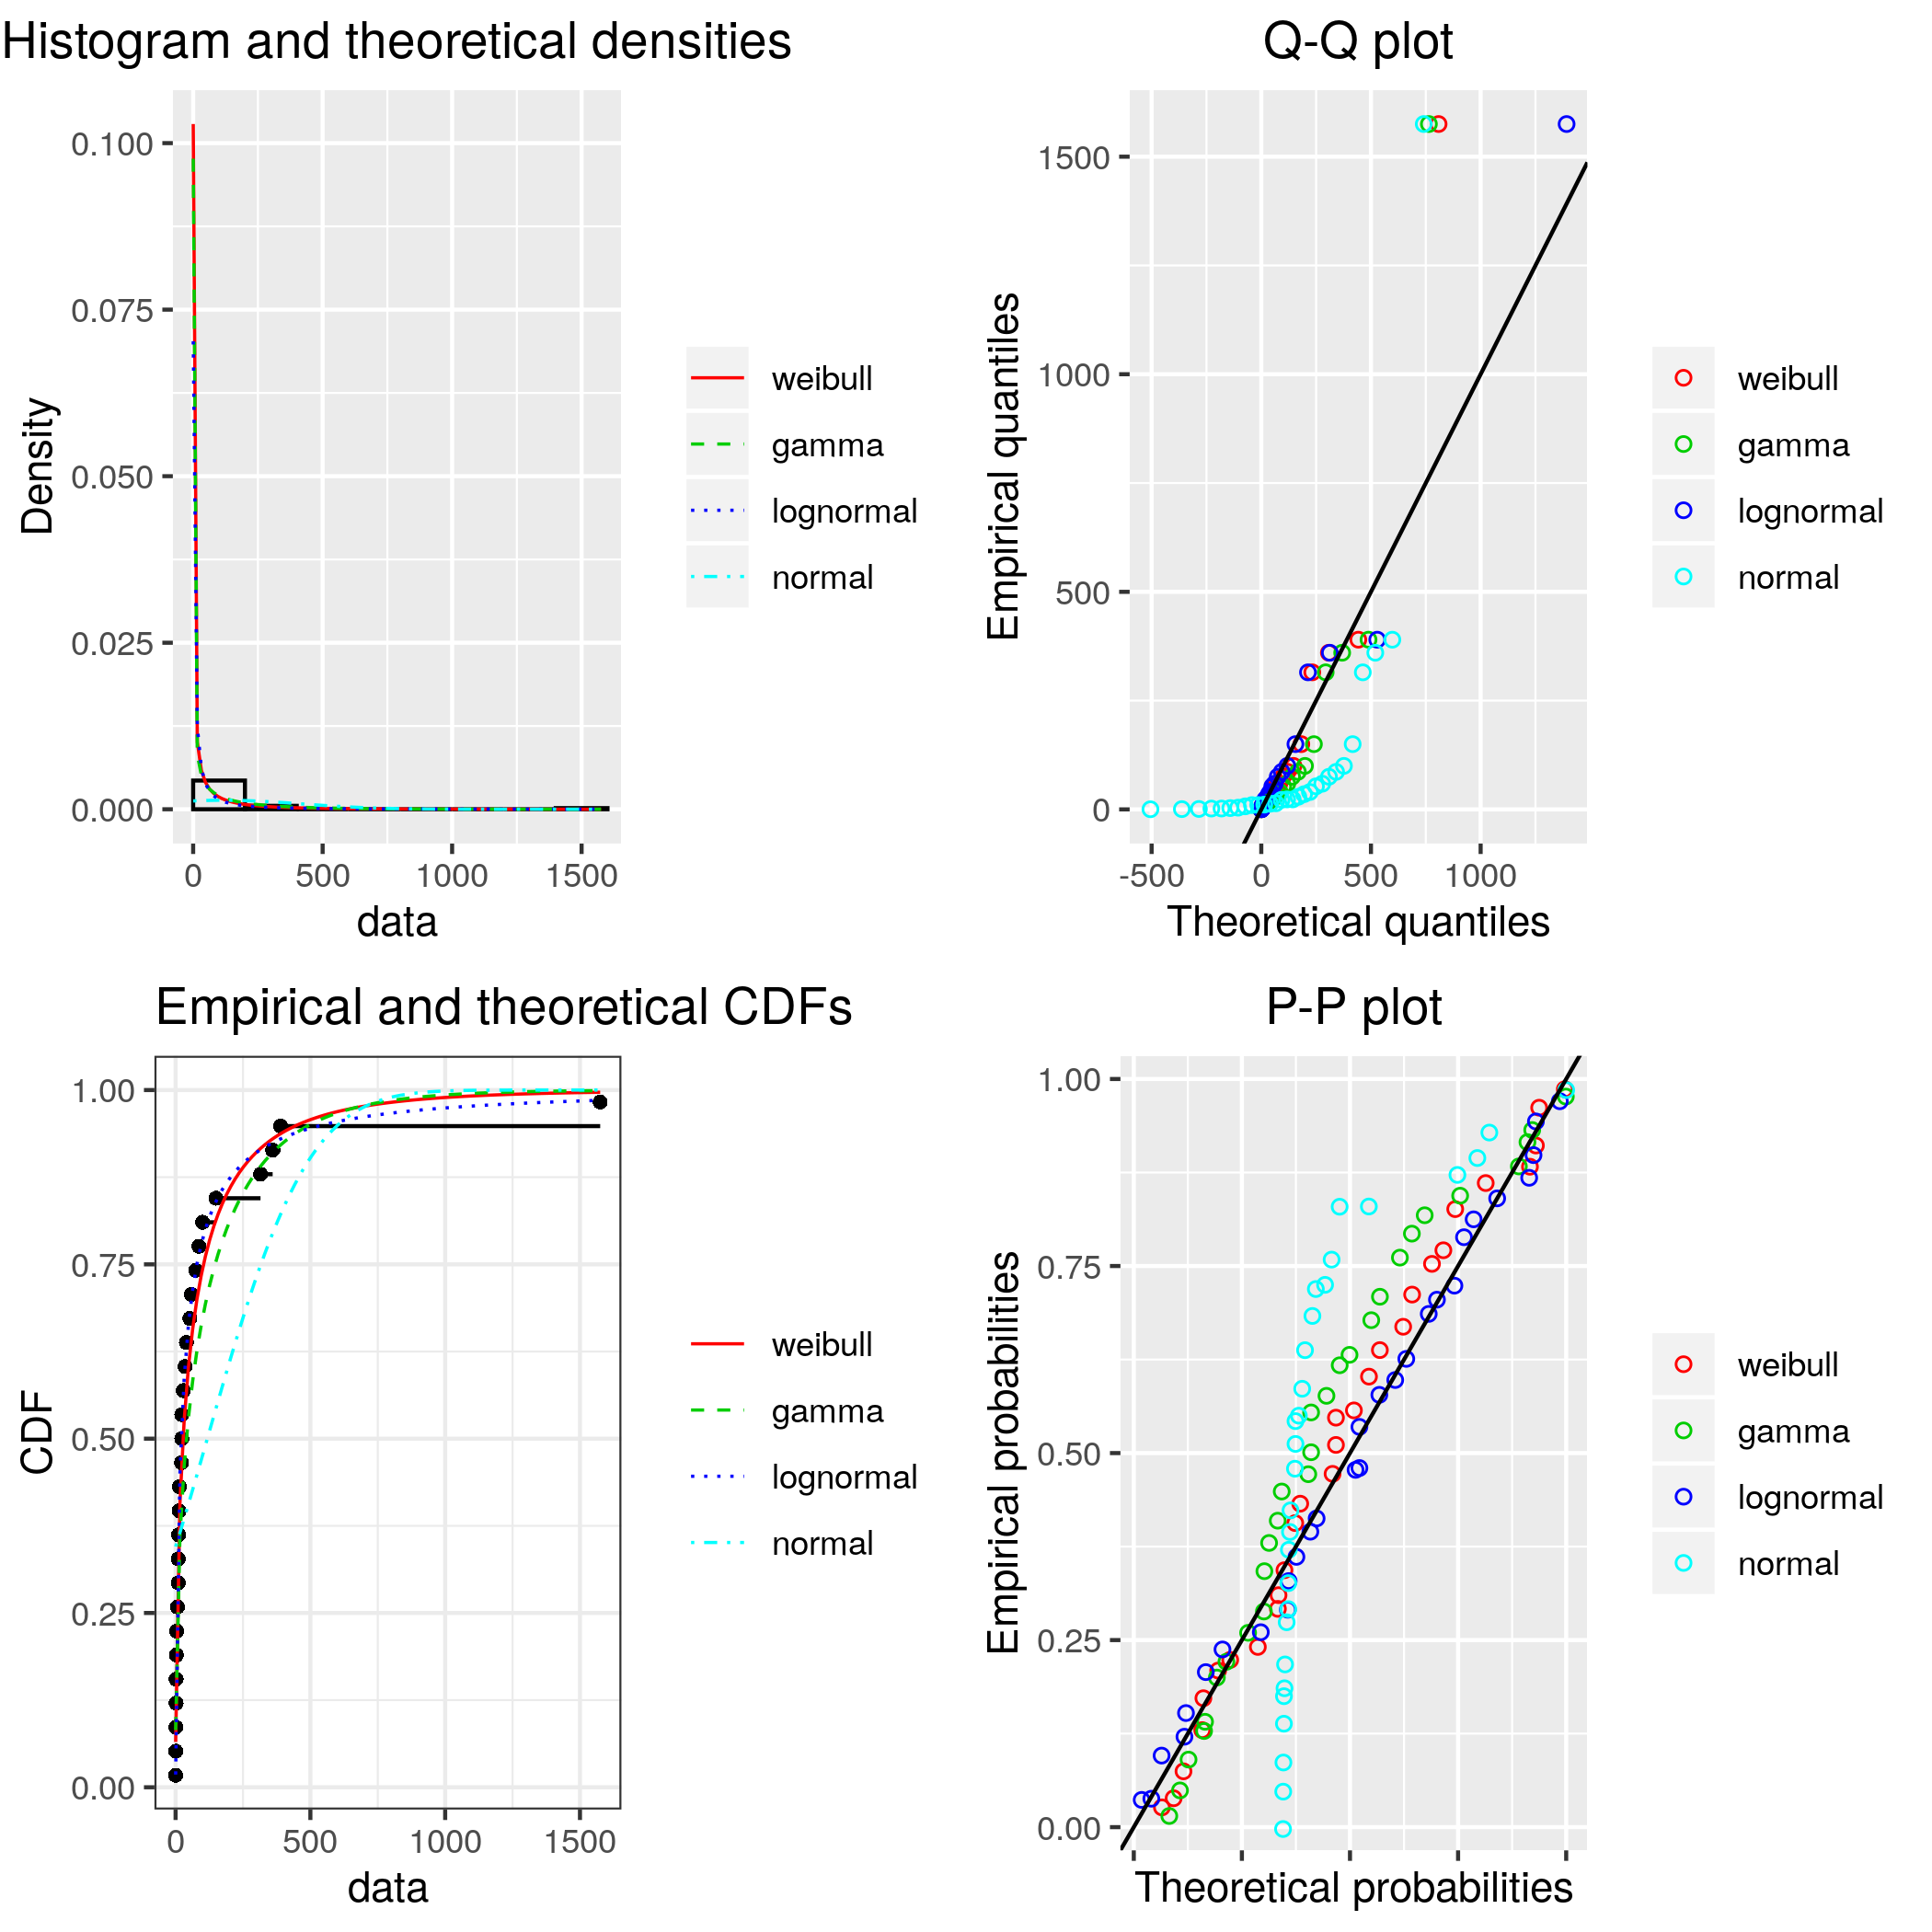 Histogram and theoretical densities
Density
0.100
0.075
0.050
0.025
0.000
0 500 1000 1500
data
weibull
gamma
lognormal
normal
Q-Q plot
Empirical quantiles
1500
1000
500
0
-500 0 500 1000
Theoretical quantiles
weibull
gamma
lognormal
normal
Empirical and theoretical CDFs
CDF
1.00
0.75
0.50
0.25
0.00
0 500 1000 1500
data
weibull
gamma
lognormal
normal
P-P plot
Empirical probabilities
1.00
0.75
0.50
0.25
0.00
Theoretical probabilities
weibull
gamma
lognormal
normal